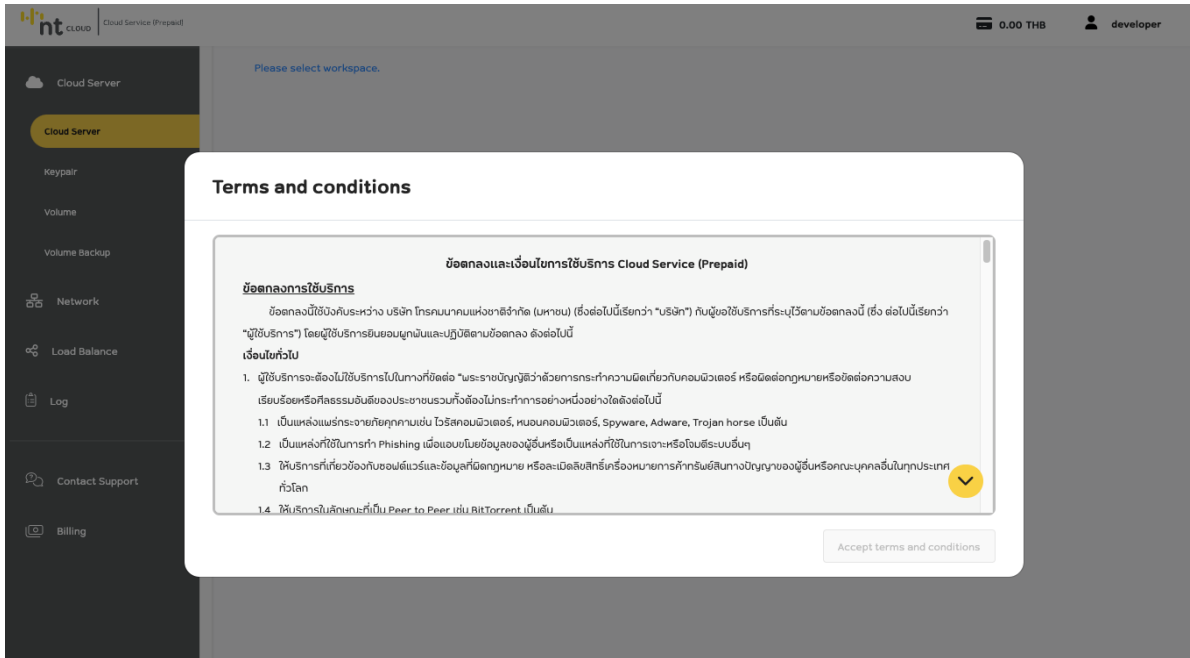 nt CLOUD Cloud Service (Prepaid)
0.00 THB
developer
Cloud Server
Please select workspace.
Cloud Server
Keypair
Volume
Volume Backup
Network
Load Balance
Log
Contact Support
Billing
Terms and conditions
ข้อตกลงและเงื่อนไขการใช้บริการ Cloud Service (Prepaid)
ข้อตกลงการใช้บริการ
ข้อตกลงนี้ใช้บังคับระหว่าง บริษัท โทรคมนาคมแห่งชาติจำกัด (มหาชน) (ซึ่งต่อไปนี้เรียกว่า "บริษัท") กับผู้ขอใช้บริการที่ระบุไว้ตามข้อตกลงนี้ (ซึ่ง ต่อไปนี้เรียกว่า
"ผู้ใช้บริการ") โดยผู้ใช้บริการยินยอมผูกพันและปฏิบัติตามข้อตกลง ดังต่อไปนี้
เงื่อนไขทั่วไป
1. ผู้ใช้บริการจะต้องไม่ใช้บริการไปในทางที่ขัดต่อ "พระราชบัญญัติว่าด้วยการกระทำความผิดเกี่ยวกับคอมพิวเตอร์ หรือผิดต่อกฎหมายหรือขัดต่อความสงบ
เรียบร้อยหรือศีลธรรมอันดีของประชาชนรวมทั้งต้องไม่กระทำการอย่างหนึ่งอย่างใดดังต่อไปนี้
1.1 เป็นแหล่งแพร่กระจายภัยคุกคามเช่น ไวรัสคอมพิวเตอร์, หนอนคอมพิวเตอร์, Spyware, Adware, Trojan horse เป็นต้น
1.2 เป็นแหล่งที่ใช้ในการทำ Phishing เพื่อแอบขโมยข้อมูลของผู้อื่นหรือเป็นแหล่งที่ใช้ในการเจาะหรือโจมตีระบบอื่นๆ
1.3 ให้บริการที่เกี่ยวข้องกับซอฟต์แวร์และข้อมูลที่ผิดกฎหมาย หรือละเมิดลิขสิทธิ์เครื่องหมายการค้าทรัพย์สินทางปัญญาของผู้อื่นหรือคณะบุคคลอื่นในทุกประเทศ
ทั่วโลก
1.4 ให้บริการในลักษณะที่เป็น Peer to Peer เช่น BitTorrent เป็นต้น
Accept terms and conditions